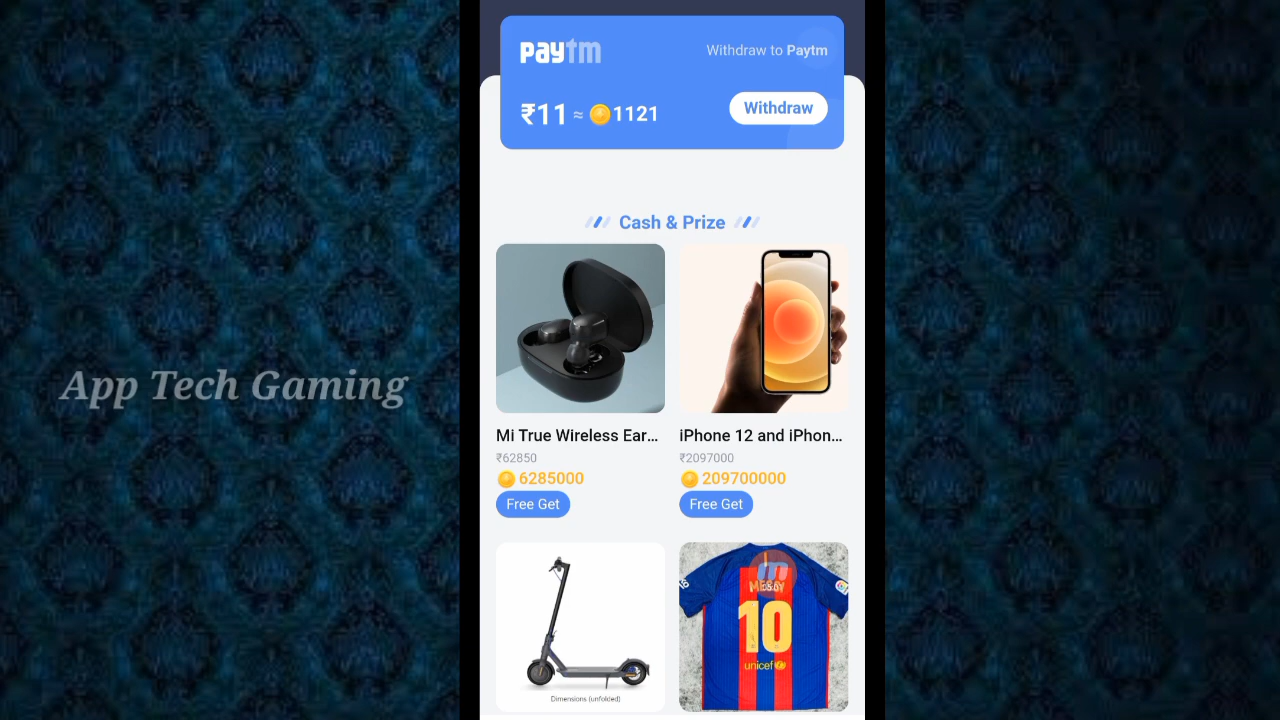 paytm
Withdraw to Paytm
₹11 ≈ 1121
Withdraw
Cash & Prize
App Tech Gaming
Mi True Wireless Ear...
iPhone 12 and iPhon...
₹62850
₹2097000
6285000
209700000
Free Get
Free Get
10
unicef
Dimensions (unfolded)